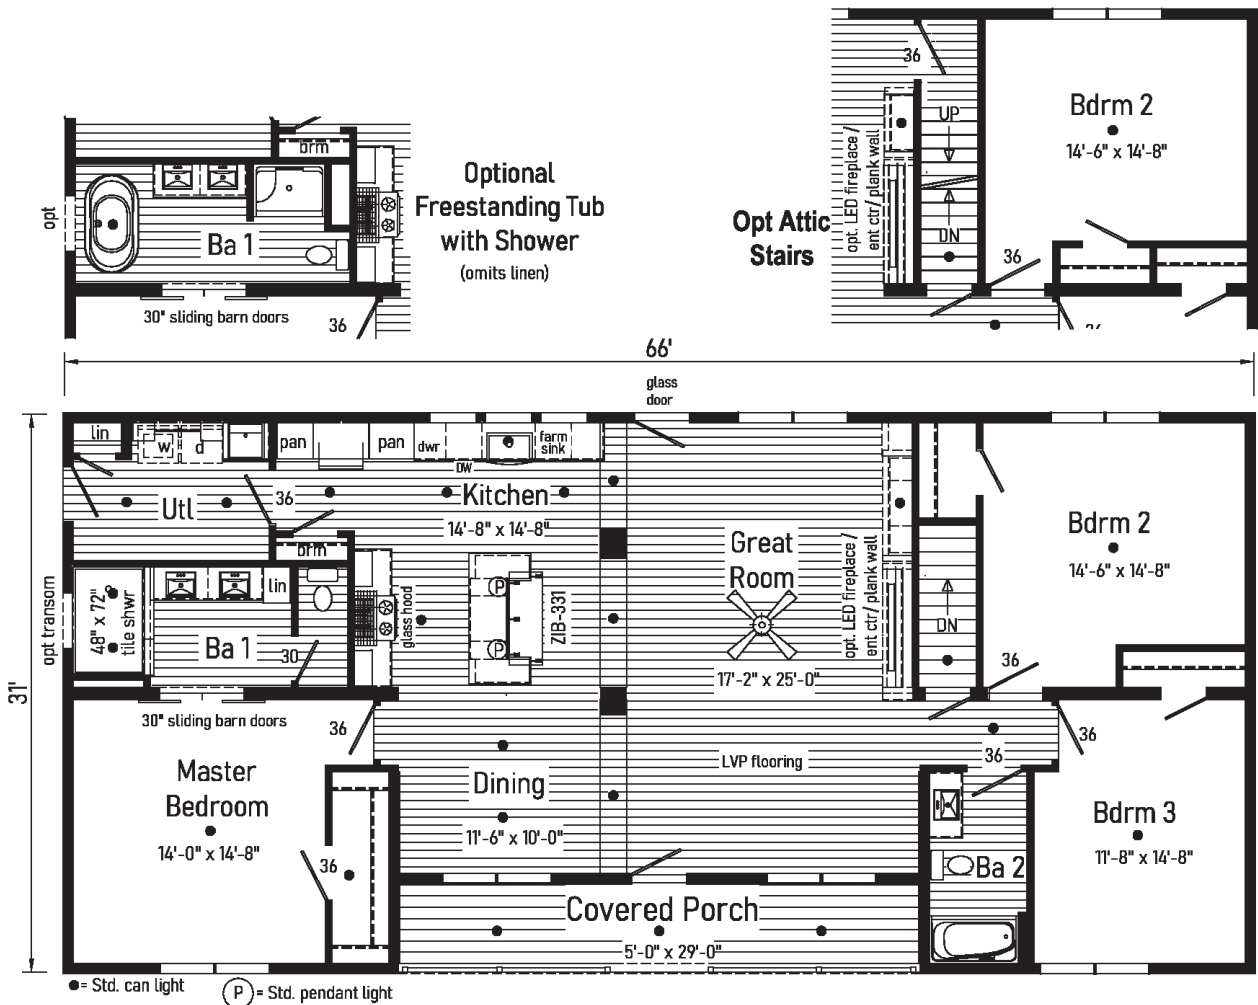 36
brm
opt
Ba 1
30" sliding barn doors
36
Optional
Freestanding Tub
with Shower
(omits linen)
Opt Attic
Stairs
opt. LED fireplace /
ent ctr/ plank wall
UP
DN
36
Bdrm 2
14'-6" x 14'-8"
66'
glass
door
31'
lin
w
d
Utl
36
pan
pan
dwr
DW
farm
sink
Kitchen
14'-8" x 14'-8"
brm
Great
Room
17'-2" x 25'-0"
opt. LED fireplace /
ent ctr/ plank wall
Bdrm 2
14'-6" x 14'-8"
DN
36
opt transom
48" x 72"
tile shwr
lin
Ba 1
30
glass hood
P
P
ZIB-331
30" sliding barn doors
36
Master
Bedroom
14'-0" x 14'-8"
36
Dining
11'-6" x 10'-0"
LVP flooring
36
36
Ba 2
Bdrm 3
11'-8" x 14'-8"
Covered Porch
5'-0" x 29'-0"
= Std. can light
P = Std. pendant light